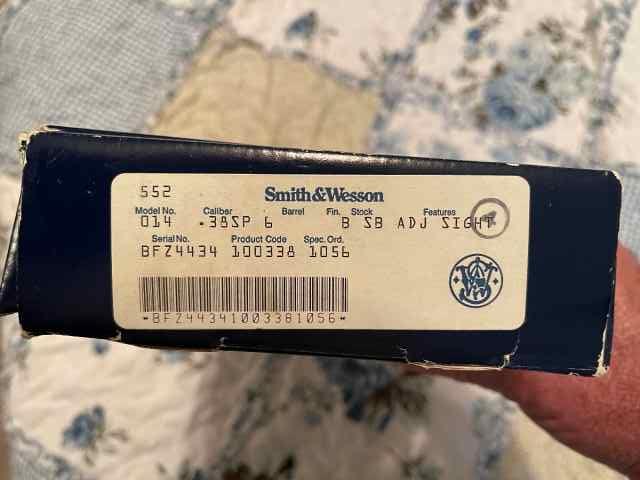 552
Smith&Wesson
Model No. Caliber Barrel Fin. Stock Features
014 .38SP 6 B SB ADJ SIGHT
Serial No. Product Code Spec. Ord.
BFZ4434 100338 1056
*BFZ44341003381056*